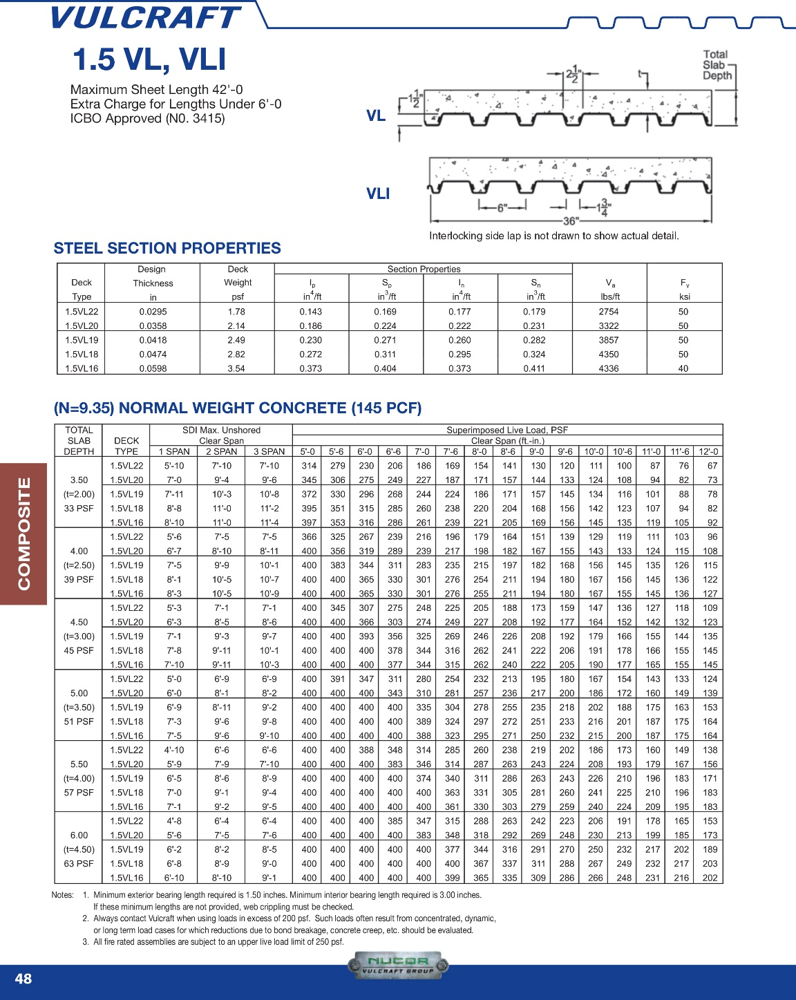 VULCRAFT
1.5 VL, VLI
Maximum Sheet Length 42'-0
Extra Charge for Lengths Under 6'-0
ICBO Approved (N0. 3415)
VL
1 1/2"
2 1/2"
t
Total
Slab
Depth
VLI
6"
1 3/4"
36"
Interlocking side lap is not drawn to show actual detail.
STEEL SECTION PROPERTIES
Design Deck Section Properties
Deck Thickness Weight Ip Sp In Sn Va Fy
Type in psf in4/ft in3/ft in4/ft in3/ft lbs/ft ksi
1.5VL22 0.0295 1.78 0.143 0.169 0.177 0.179 2754 50
1.5VL20 0.0358 2.14 0.186 0.224 0.222 0.231 3322 50
1.5VL19 0.0418 2.49 0.230 0.271 0.260 0.282 3857 50
1.5VL18 0.0474 2.82 0.272 0.311 0.295 0.324 4350 50
1.5VL16 0.0598 3.54 0.373 0.404 0.373 0.411 4336 40
(N=9.35) NORMAL WEIGHT CONCRETE (145 PCF)
TOTAL SDI Max. Unshored Superimposed Live Load, PSF
SLAB DECK Clear Span Clear Span (ft.-in.)
DEPTH TYPE 1 SPAN 2 SPAN 3 SPAN 5'-0 5'-6 6'-0 6'-6 7'-0 7'-6 8'-0 8'-6 9'-0 9'-6 10'-0 10'-6 11'-0 11'-6 12'-0
1.5VL22 5'-10 7'-10 7'-10 314 279 230 206 186 169 154 141 130 120 111 100 87 76 67
3.50 1.5VL20 7'-0 9'-4 9'-6 345 306 275 249 227 187 171 157 144 133 124 108 94 82 73
(t=2.00) 1.5VL19 7'-11 10'-3 10'-8 372 330 296 268 244 224 186 171 157 145 134 116 101 88 78
33 PSF 1.5VL18 8'-8 11'-0 11'-2 395 351 315 285 260 238 220 204 168 156 142 123 107 94 82
1.5VL16 8'-10 11'-0 11'-4 397 353 316 286 261 239 221 205 169 156 145 135 119 105 92
1.5VL22 5'-6 7'-5 7'-5 366 325 267 239 216 196 179 164 151 139 129 119 111 103 96
4.00 1.5VL20 6'-7 8'-10 8'-11 400 356 319 289 239 217 198 182 167 155 143 133 124 115 108
(t=2.50) 1.5VL19 7'-5 9'-9 10'-1 400 383 344 311 283 235 215 197 182 168 156 145 135 126 115
39 PSF 1.5VL18 8'-1 10'-5 10'-7 400 400 365 330 301 276 254 211 194 180 167 156 145 136 122
1.5VL16 8'-3 10'-5 10'-9 400 400 365 330 301 276 255 211 194 180 167 155 145 136 127
1.5VL22 5'-3 7'-1 7'-1 400 345 307 275 248 225 205 188 173 159 147 136 127 118 109
4.50 1.5VL20 6'-3 8'-5 8'-6 400 400 366 303 274 249 227 208 192 177 164 152 142 132 123
(t=3.00) 1.5VL19 7'-1 9'-3 9'-7 400 400 393 356 325 269 246 226 208 192 179 166 155 144 135
45 PSF 1.5VL18 7'-8 9'-11 10'-1 400 400 400 378 344 316 262 241 222 206 191 178 166 155 145
1.5VL16 7'-10 9'-11 10'-3 400 400 400 377 344 315 262 240 222 205 190 177 165 155 145
1.5VL22 5'-0 6'-9 6'-9 400 391 347 311 280 254 232 213 195 180 167 154 143 133 124
5.00 1.5VL20 6'-0 8'-1 8'-2 400 400 400 343 310 281 257 236 217 200 186 172 160 149 139
(t=3.50) 1.5VL19 6'-9 8'-11 9'-2 400 400 400 400 335 304 278 255 235 218 202 188 175 163 153
51 PSF 1.5VL18 7'-3 9'-6 9'-8 400 400 400 400 389 324 297 272 251 233 216 201 187 175 164
1.5VL16 7'-5 9'-6 9'-10 400 400 400 400 388 323 295 271 250 232 215 200 187 175 164
1.5VL22 4'-10 6'-6 6'-6 400 400 388 348 314 285 260 238 219 202 186 173 160 149 138
5.50 1.5VL20 5'-9 7'-9 7'-10 400 400 400 383 346 314 287 263 243 224 208 193 179 167 156
(t=4.00) 1.5VL19 6'-5 8'-6 8'-9 400 400 400 400 374 340 311 286 263 243 226 210 196 183 171
57 PSF 1.5VL18 7'-0 9'-1 9'-4 400 400 400 400 400 363 331 305 281 260 241 225 210 196 183
1.5VL16 7'-1 9'-2 9'-5 400 400 400 400 400 361 330 303 279 259 240 224 209 195 183
1.5VL22 4'-8 6'-4 6'-4 400 400 400 385 347 315 288 263 242 223 206 191 178 165 153
6.00 1.5VL20 5'-6 7'-5 7'-6 400 400 400 400 383 348 318 292 269 248 230 213 199 185 173
(t=4.50) 1.5VL19 6'-2 8'-2 8'-5 400 400 400 400 400 377 344 316 291 270 250 232 217 202 189
63 PSF 1.5VL18 6'-8 8'-9 9'-0 400 400 400 400 400 400 367 337 311 288 267 249 232 217 203
1.5VL16 6'-10 8'-10 9'-1 400 400 400 400 400 399 365 335 309 286 266 248 231 216 202
Notes: 1. Minimum exterior bearing length required is 1.50 inches. Minimum interior bearing length required is 3.00 inches.
If these minimum lengths are not provided, web crippling must be checked.
2. Always contact Vulcraft when using loads in excess of 200 psf. Such loads often result from concentrated, dynamic,
or long term load cases for which reductions due to bond breakage, concrete creep, etc. should be evaluated.
3. All fire rated assemblies are subject to an upper live load limit of 250 psf.
COMPOSITE
48
NUCOR
VULCRAFT GROUP